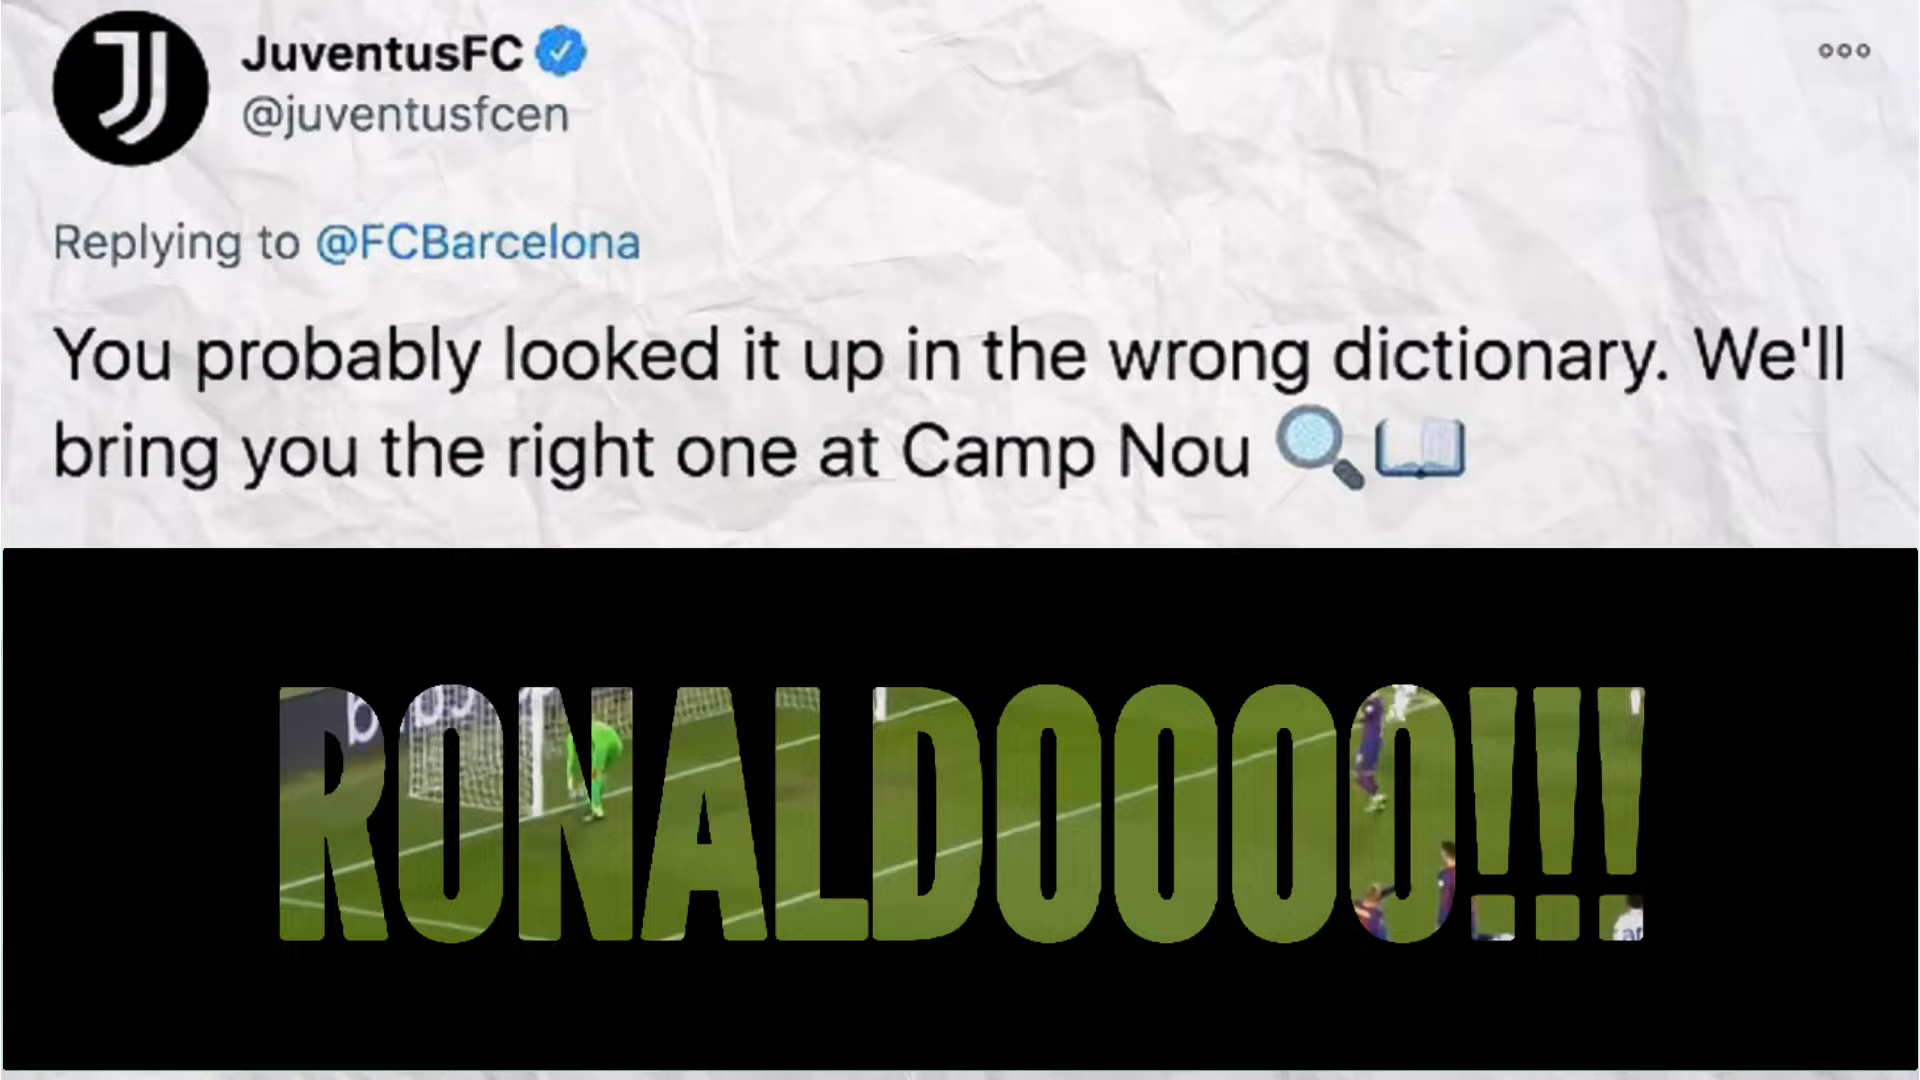 JuventusFC
@juventusfcen
Replying to @FCBarcelona
You probably looked it up in the wrong dictionary. We'll
bring you the right one at Camp Nou 🔍📖
RONALDOOOO!!!